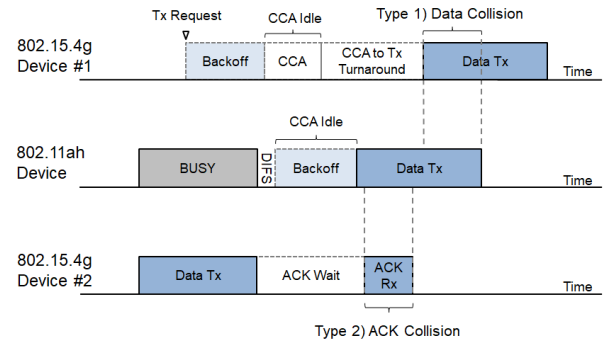 Tx Request
CCA Idle
Type 1) Data Collision
802.15.4g
Device #1
Backoff
CCA
CCA to Tx
Turnaround
Data Tx
Time
CCA Idle
802.11ah
Device
BUSY
DIFS
Backoff
Data Tx
Time
802.15.4g
Device #2
Data Tx
ACK Wait
ACK
Rx
Time
Type 2) ACK Collision